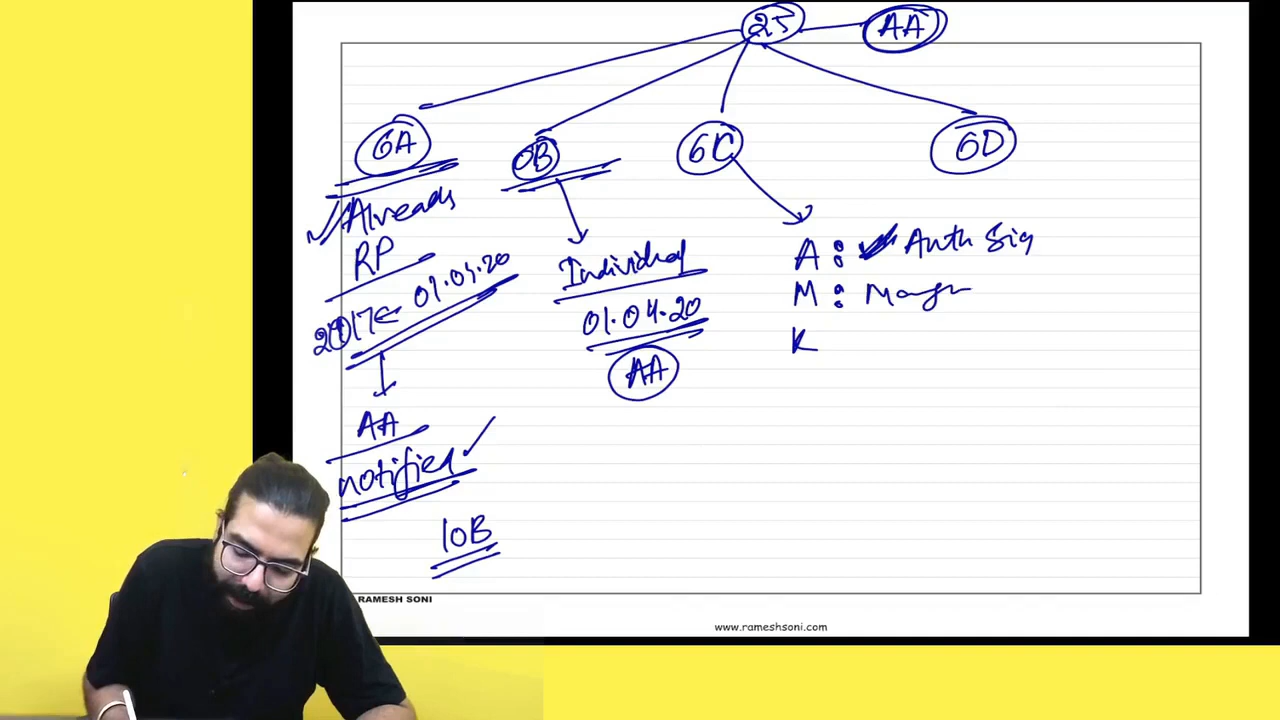 25 AA
6A 6B 6C 6D
Already
RP
2017 ← 01.04.20
AA
notified
10B
Individual
01.04.20
AA
A : Auth Sig
M :
K
RAMESH SONI
www.rameshsoni.com